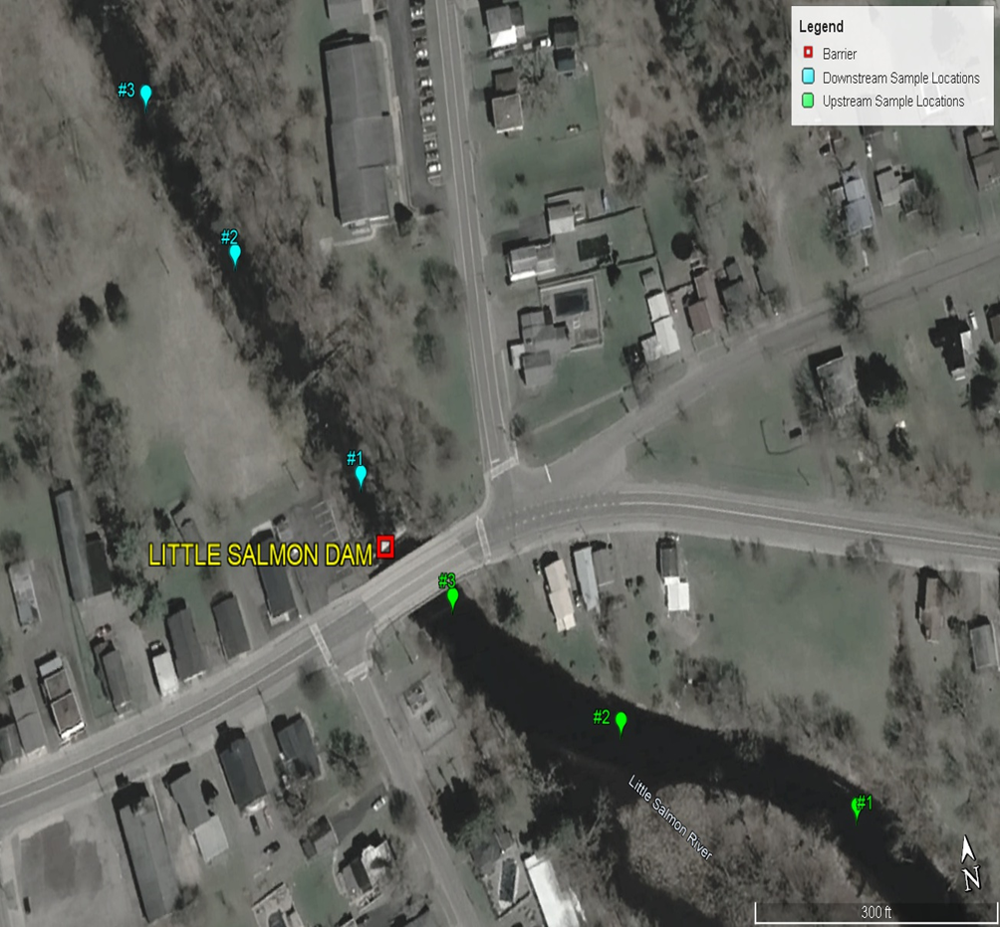 Legend
Barrier
Downstream Sample Locations
Upstream Sample Locations
#3
#2
#1
LITTLE SALMON DAM
#3
#2
#1
Little Salmon River
N
300 ft